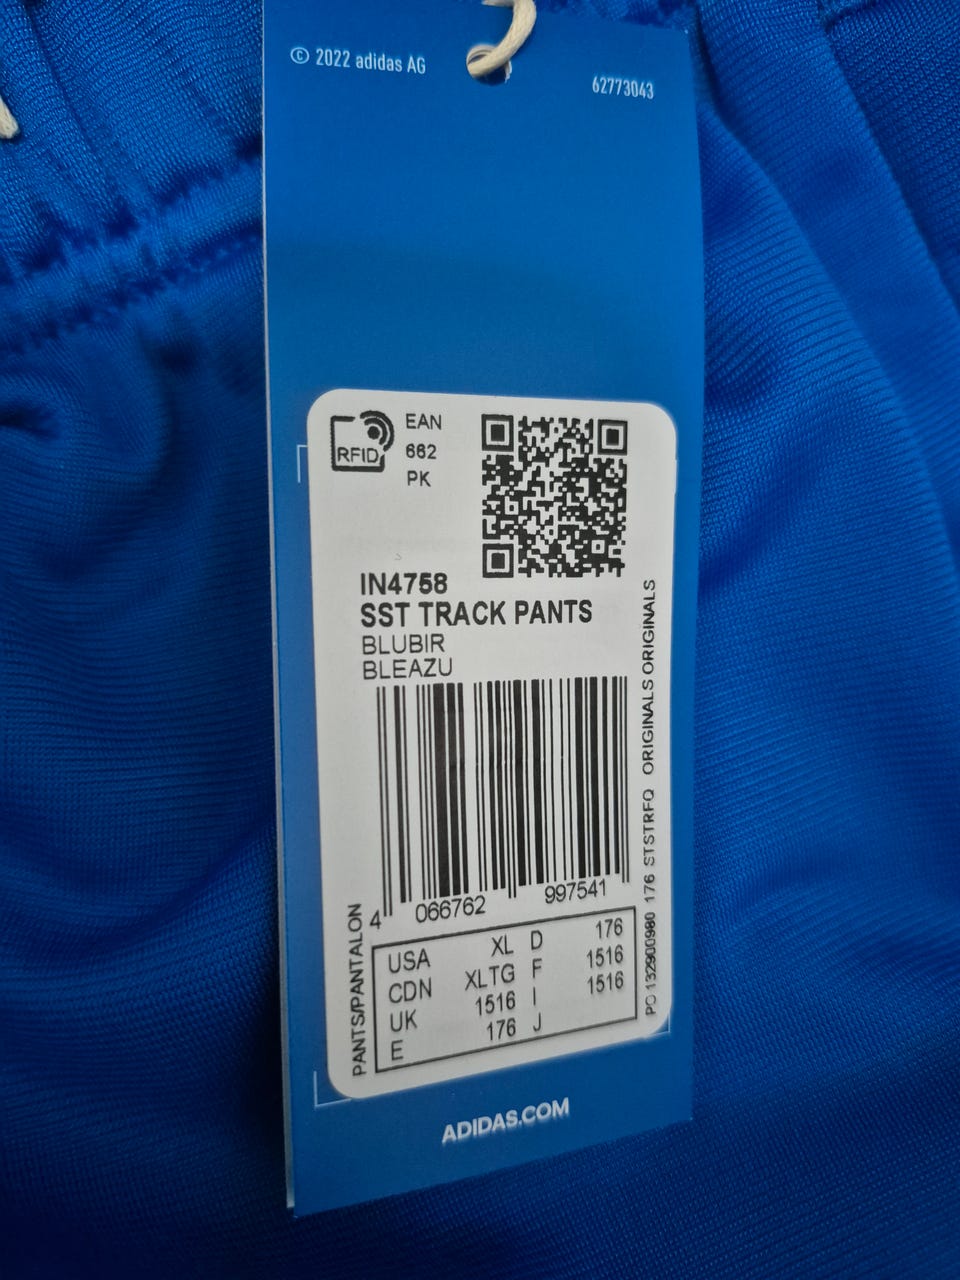 © 2022 adidas AG
62773043
RFID
EAN
662
PK
IN4758
SST TRACK PANTS
BLUBIR
BLEAZU
4 066762 997541
PANTS/PANTALON
USA XL D 176
CDN XLTG F 1516
UK 1516 I 1516
E 176 J
PO 132900980 176 STSTRFQ ORIGINALS ORIGINALS
ADIDAS.COM